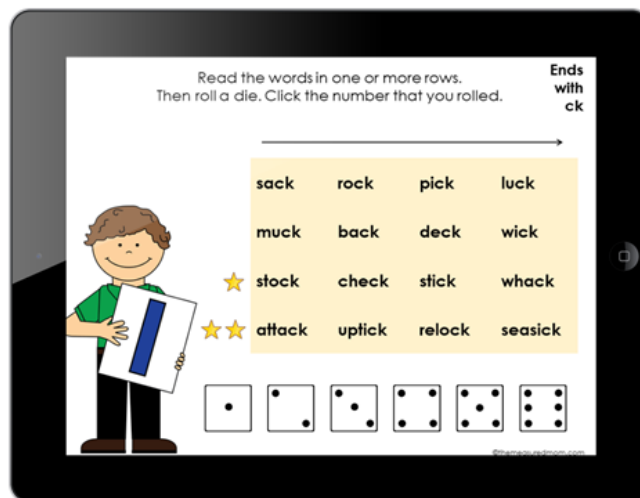 Read the words in one or more rows.
Then roll a die. Click the number that you rolled.
Ends
with
ck
sack rock pick luck
muck back deck wick
stock check stick whack
attack uptick relock seasick
©themeasuredmom.com